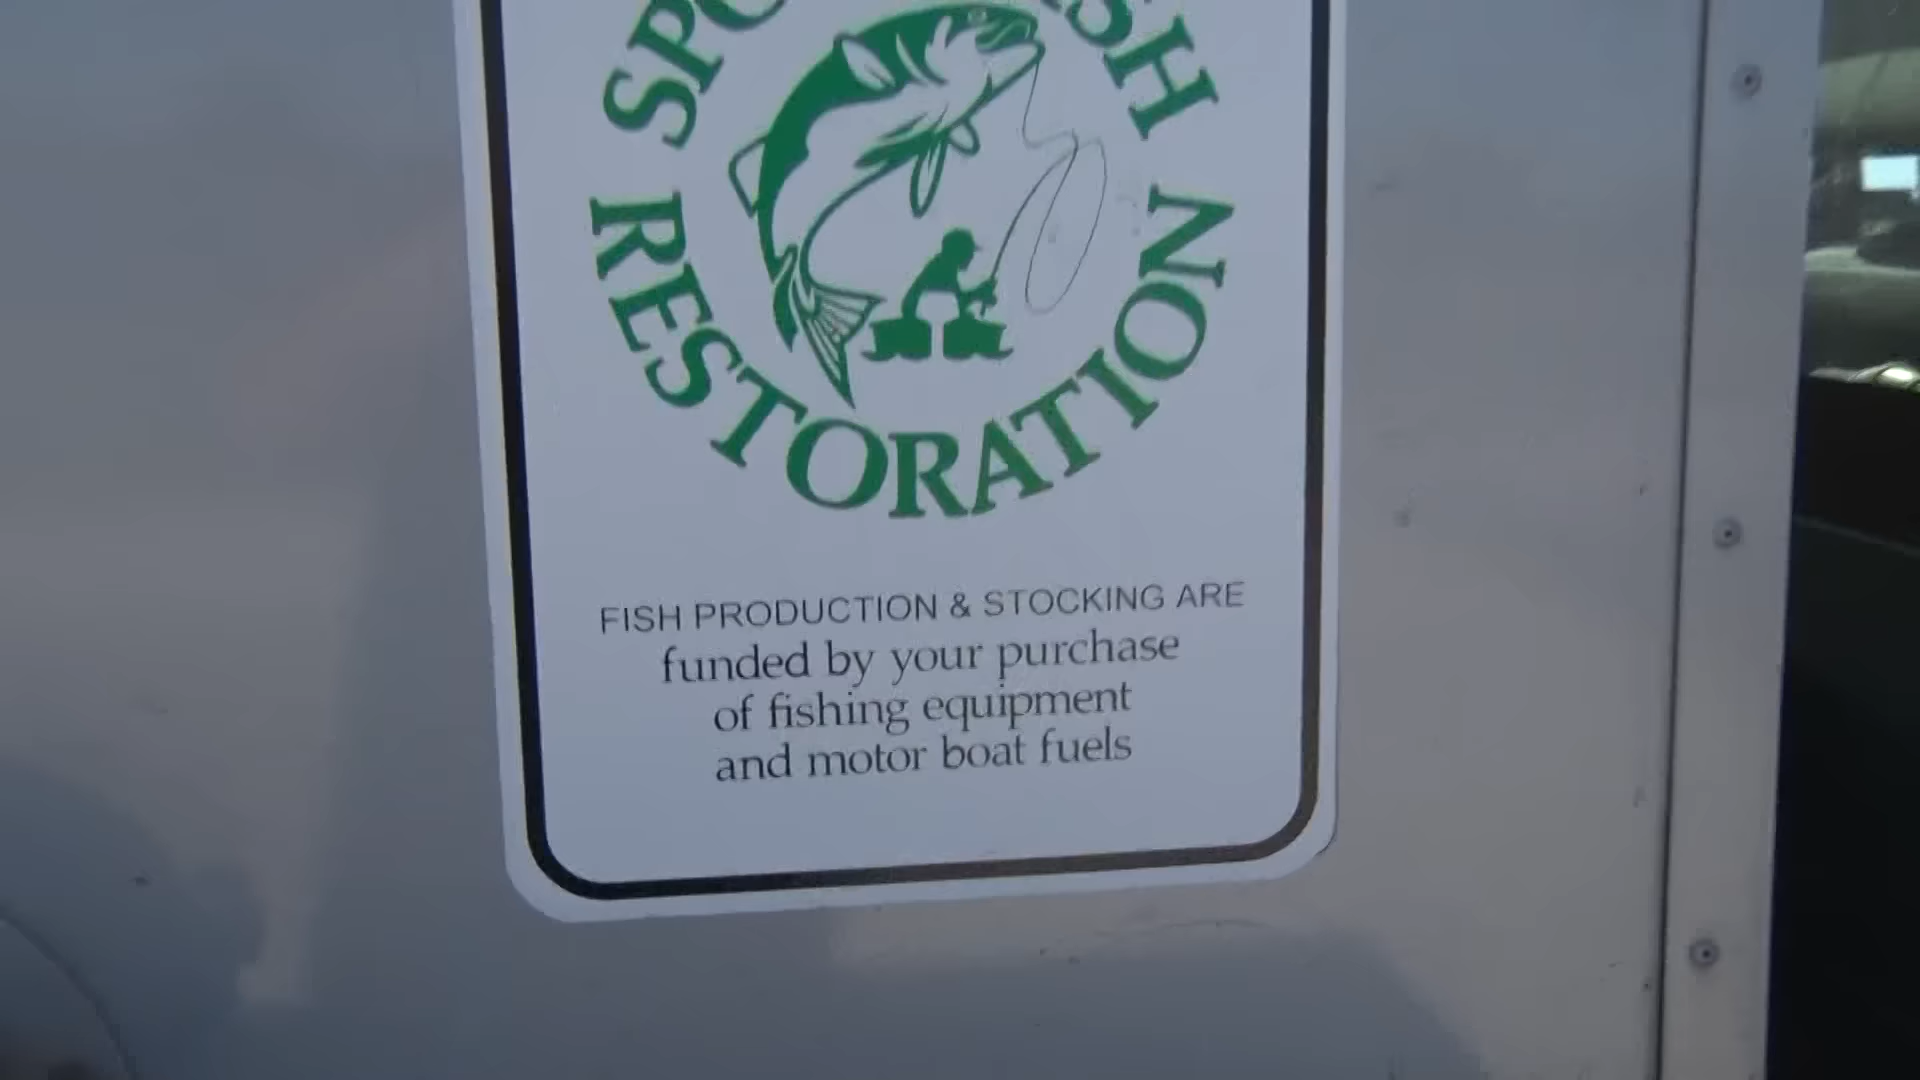 RESTORATION
FISH PRODUCTION & STOCKING ARE
funded by your purchase
of fishing equipment
and motor boat fuels